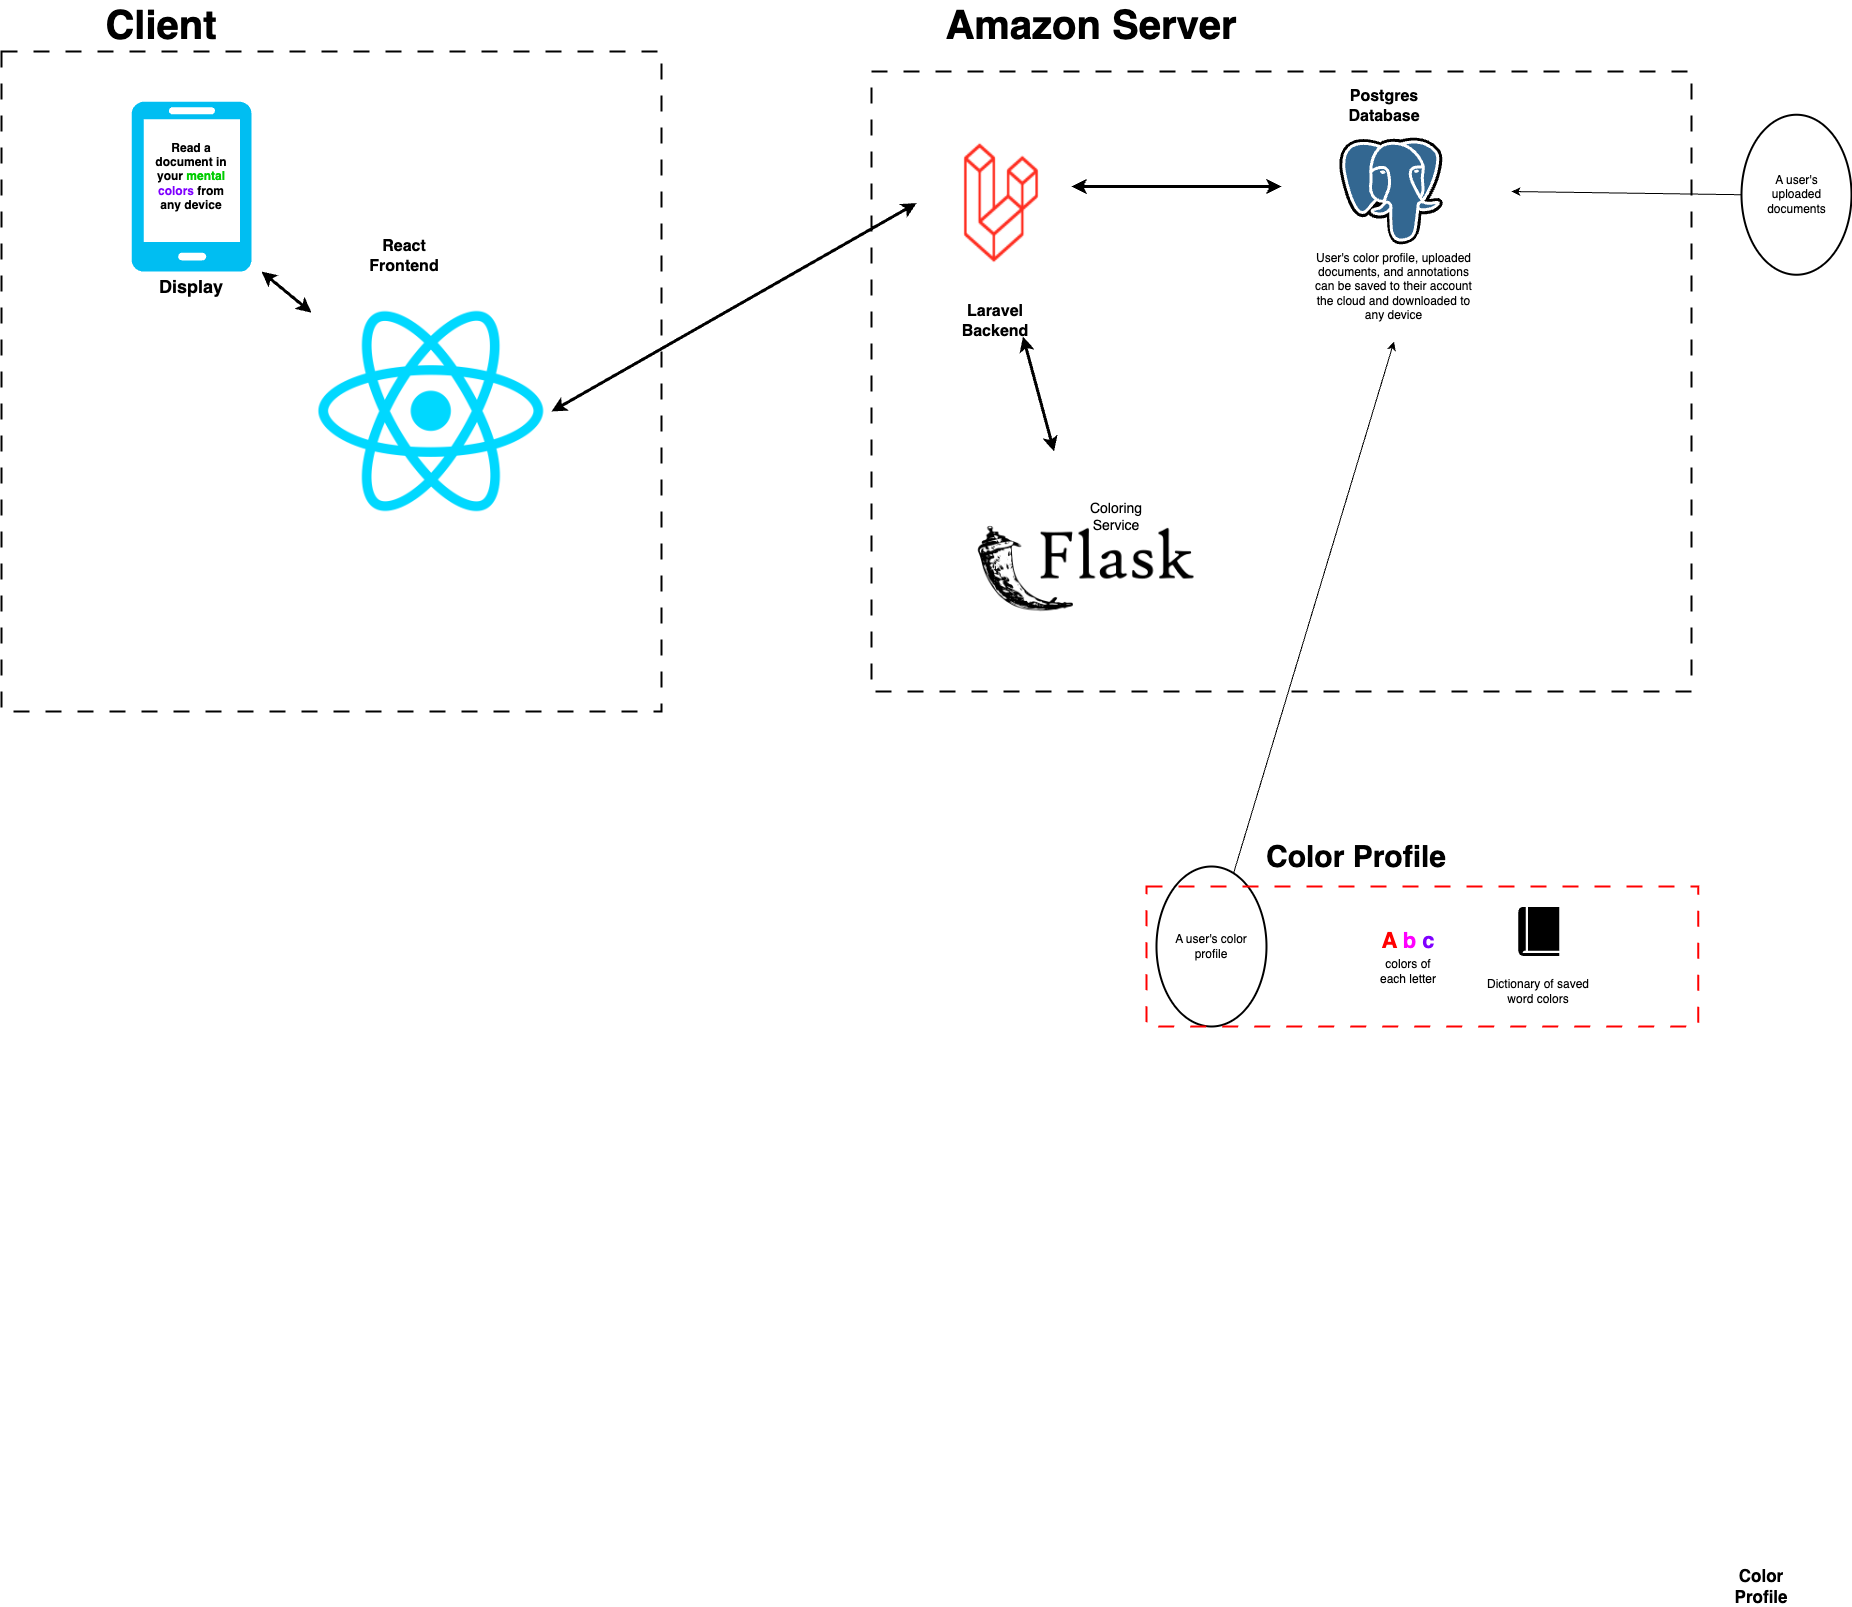 Client
Amazon Server
Read a
document in
your mental
colors from
any device
Display
React
Frontend
Laravel
Backend
Postgres
Database
User's color profile, uploaded
documents, and annotations
can be saved to their account
the cloud and downloaded to
any device
A user's
uploaded
documents
Coloring
Service
Flask
Color Profile
A user's color
profile
A b c
colors of
each letter
Dictionary of saved
word colors
Color
Profile